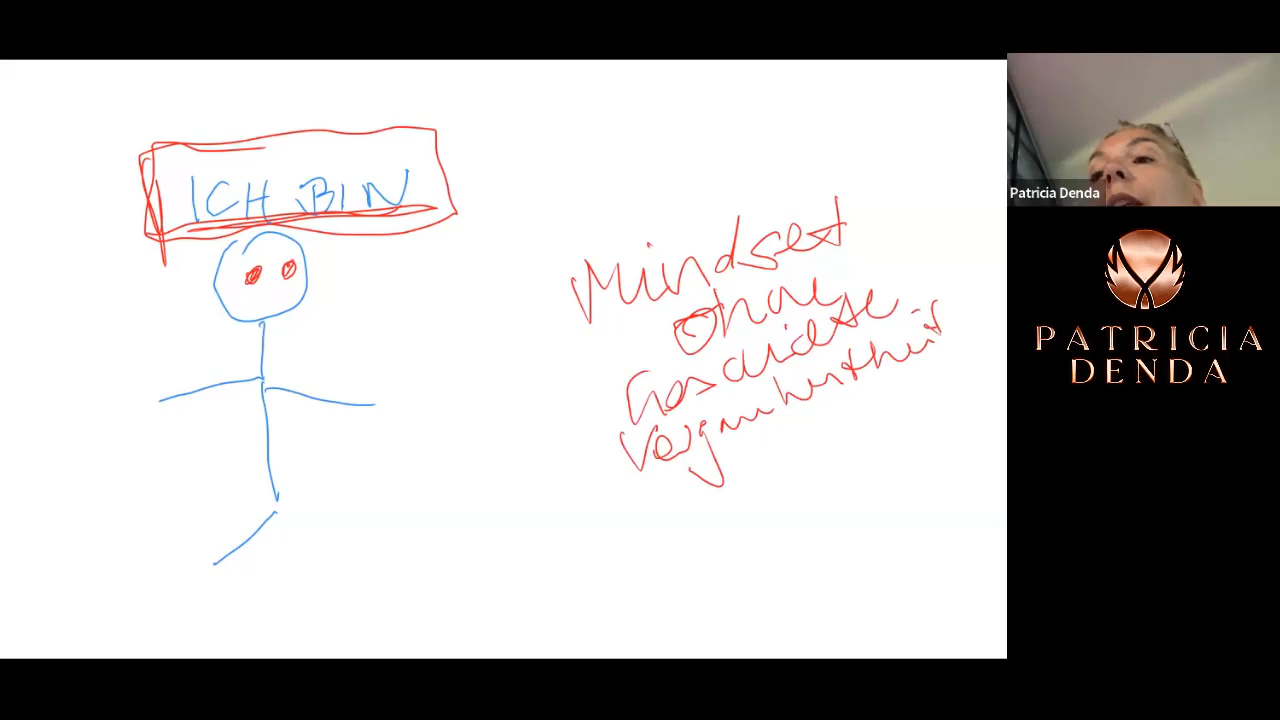 ICH BIN
Mindset
ohne
Geschichte
Vergangenheit
Patricia Denda
PATRICIA
DENDA